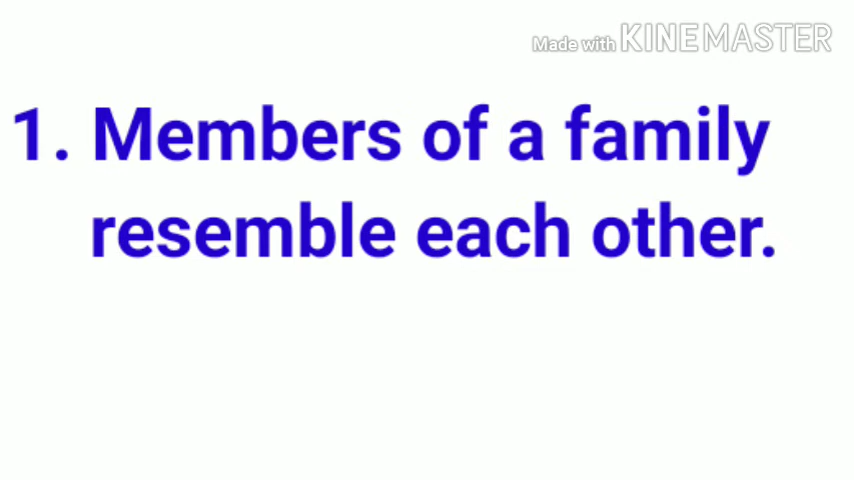 Made with KINEMASTER
1. Members of a family
resemble each other.